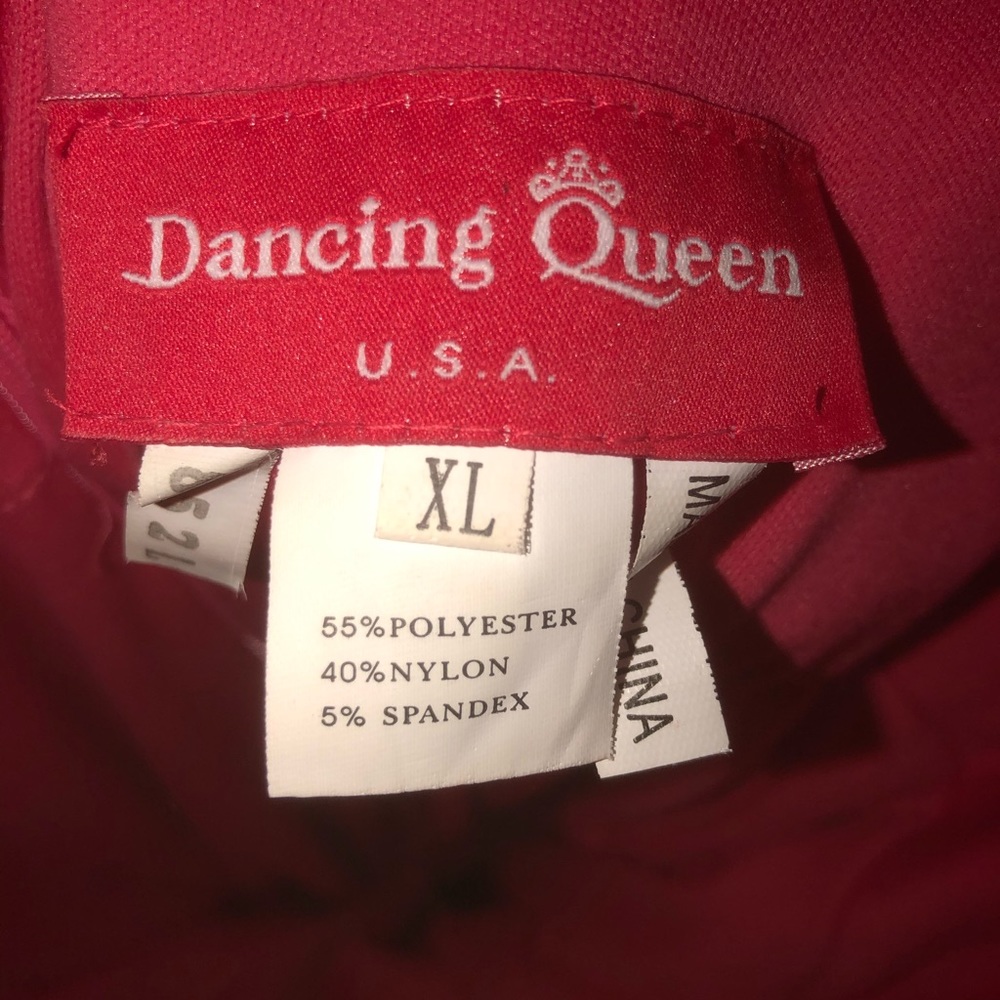 Dancing Queen
U.S.A.
XL
55%POLYESTER
40%NYLON
5% SPANDEX
CHINA